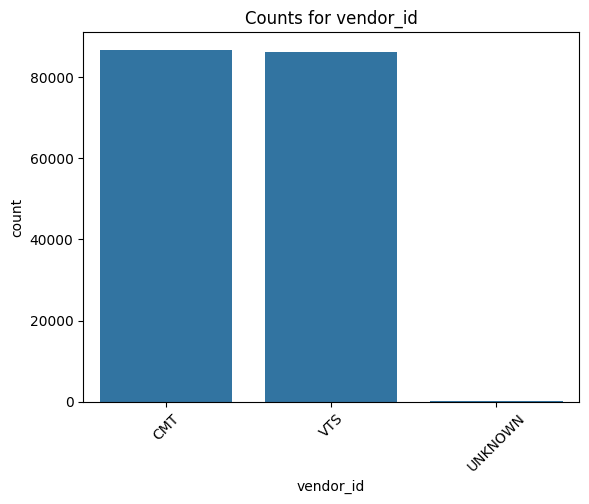 Counts for vendor_id
80000
60000
40000
20000
0
count
CMT
VTS
UNKNOWN
vendor_id